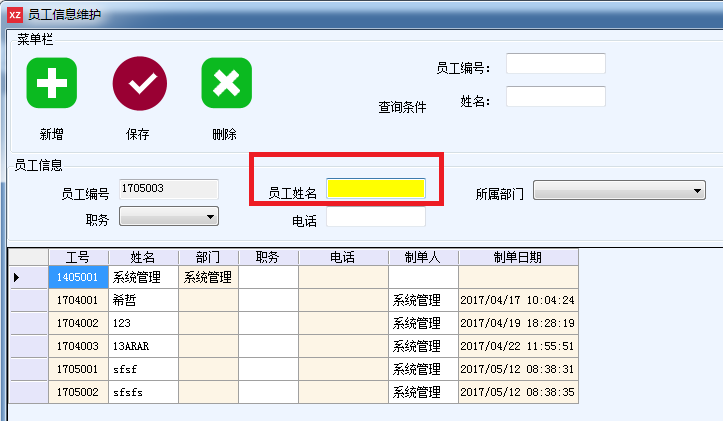 XZ 员工信息维护
菜单栏
新增 保存 删除
查询条件
员工编号:
姓名:
员工信息
员工编号 1705003 员工姓名 所属部门
职务 电话
工号 姓名 部门 职务 电话 制单人 制单日期
1405001 系统管理 系统管理
1704001 希哲 系统管理 2017/04/17 10:04:24
1704002 123 系统管理 2017/04/19 18:28:19
1704003 13ARAR 系统管理 2017/04/22 11:55:51
1705001 sfsf 系统管理 2017/05/12 08:38:31
1705002 sfsfs 系统管理 2017/05/12 08:38:35